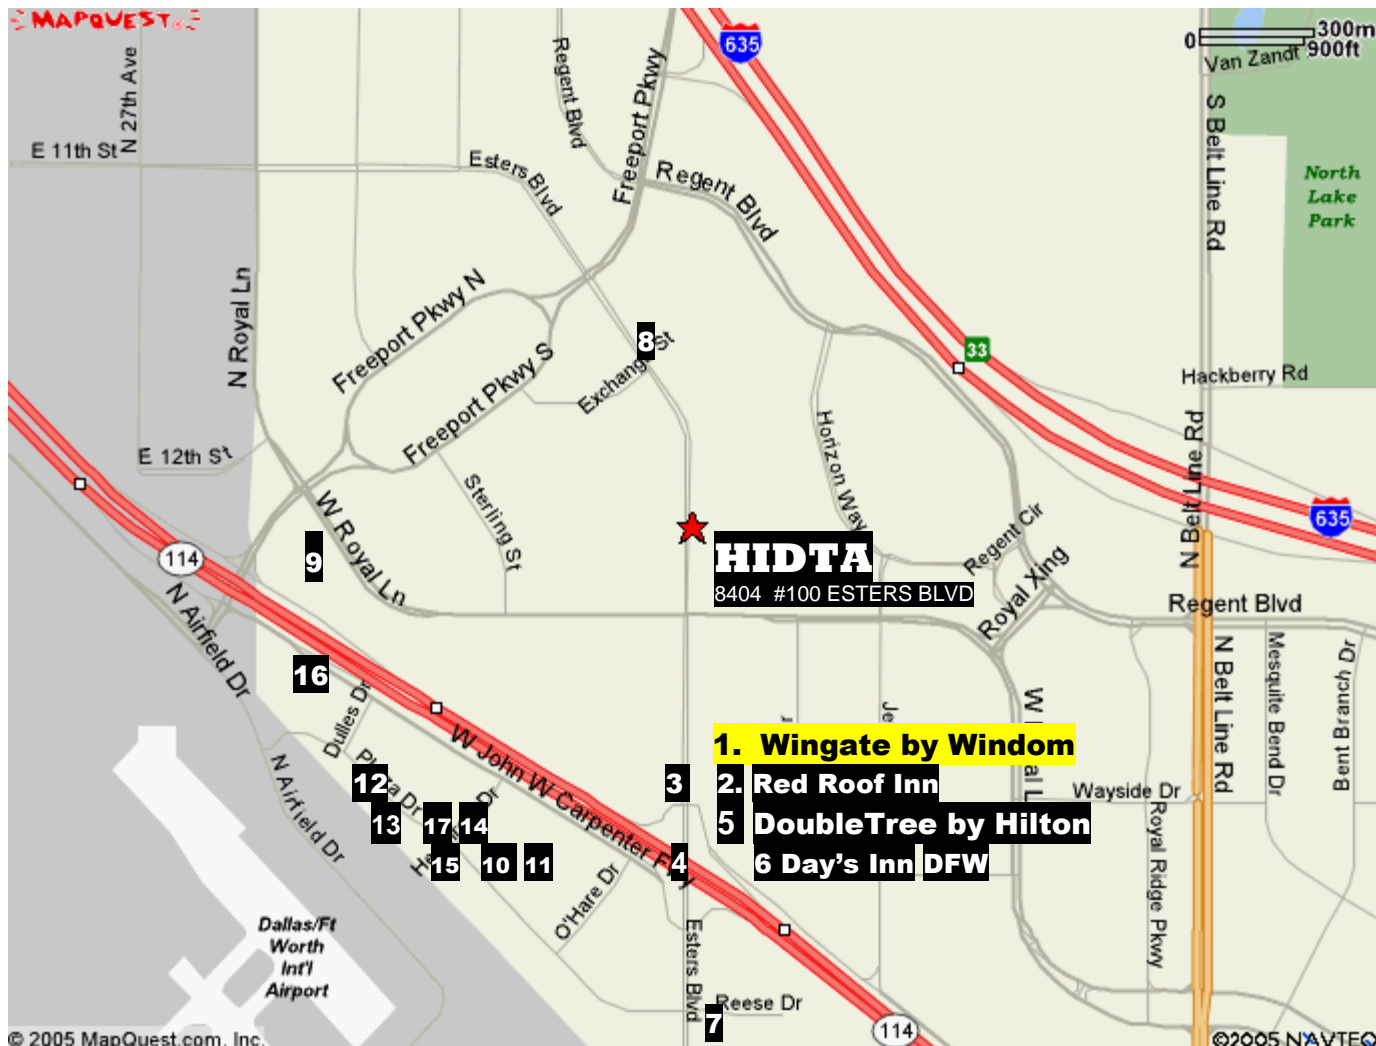 MAPQUEST
635
0
300m
900ft
Van Zandt
N 27th Ave
Regent Blvd
Freeport Pkwy
S Belt Line Rd
E 11th St
Esters Blvd
Regent Blvd
North
Lake
Park
N Royal Ln
Freeport Pkwy N
8
33
Freeport Pkwy S
Exchange St
Hackberry Rd
E 12th St
Horizon Way
N Belt Line Rd
Sterling St
W Royal Ln
635
HIDTA
114
9
Regent Cir
8404 #100 ESTERS BLVD
Royal Xing
Regent Blvd
N Airfield Dr
16
Dulles Dr
N Belt Line Rd
Mesquite Bend Dr
Bent Branch Dr
1. Wingate by Windom
W John W Carpenter
N Airfield Dr
12
3
2. Red Roof Inn
Wayside Dr
13
17
14
5 DoubleTree by Hilton
Royal Ridge Pkwy
15
10
11
4
6 Day's Inn DFW
O'Hare Dr
Dallas/Ft
Worth
Int'l
Airport
Esters Blvd
Reese Dr
7
114
© 2005 MapQuest.com, Inc.
©2005 NAVTEQ